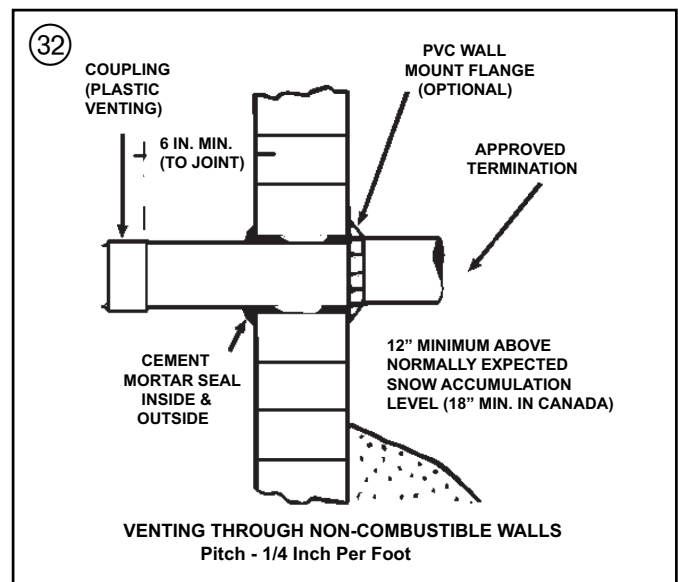 32
COUPLING
(PLASTIC
VENTING)
6 IN. MIN.
(TO JOINT)
PVC WALL
MOUNT FLANGE
(OPTIONAL)
APPROVED
TERMINATION
CEMENT
MORTAR SEAL
INSIDE &
OUTSIDE
12” MINIMUM ABOVE
NORMALLY EXPECTED
SNOW ACCUMULATION
LEVEL (18” MIN. IN CANADA)
VENTING THROUGH NON-COMBUSTIBLE WALLS
Pitch - 1/4 Inch Per Foot